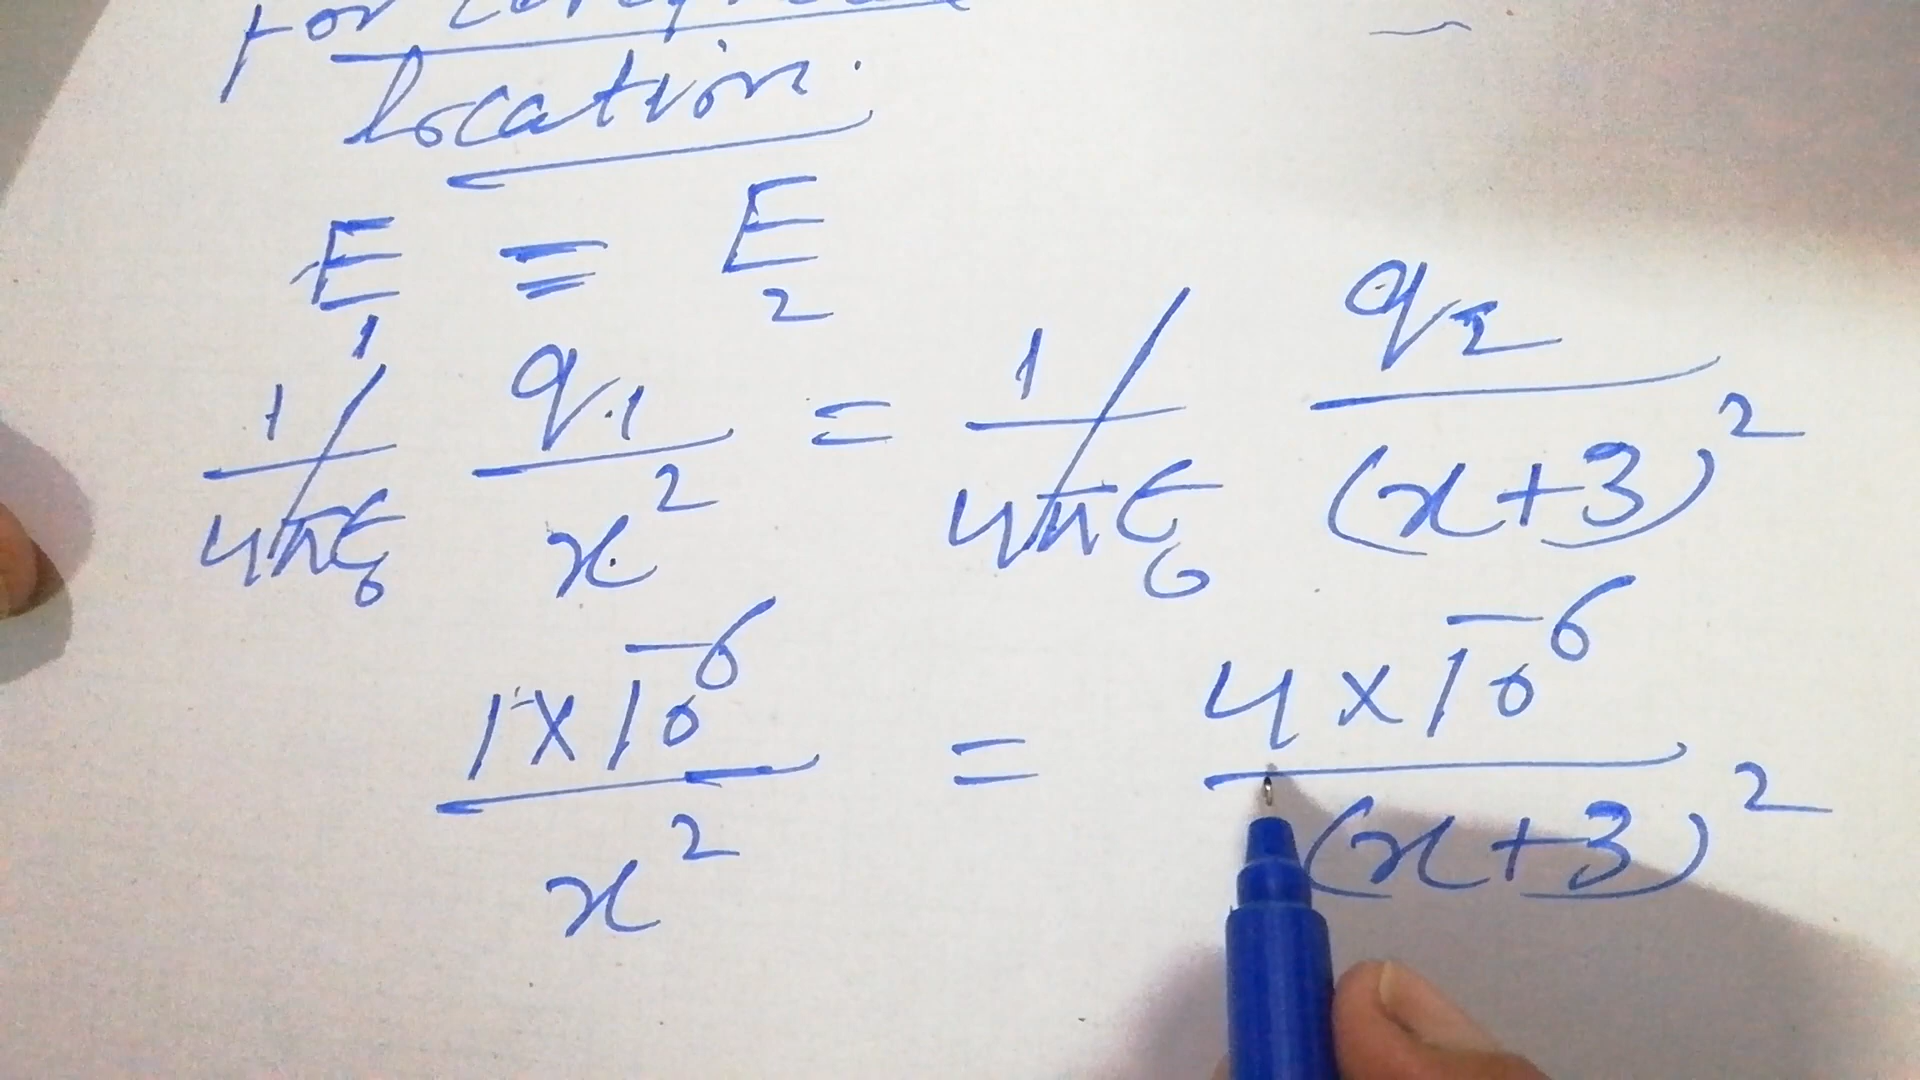 For
location.
E₁ = E₂
1/4πε₀ q₁/x² = 1/4πε₀ q₂/(x+3)²
1×10⁻⁶/x² = 4×10⁻⁶/(x+3)²